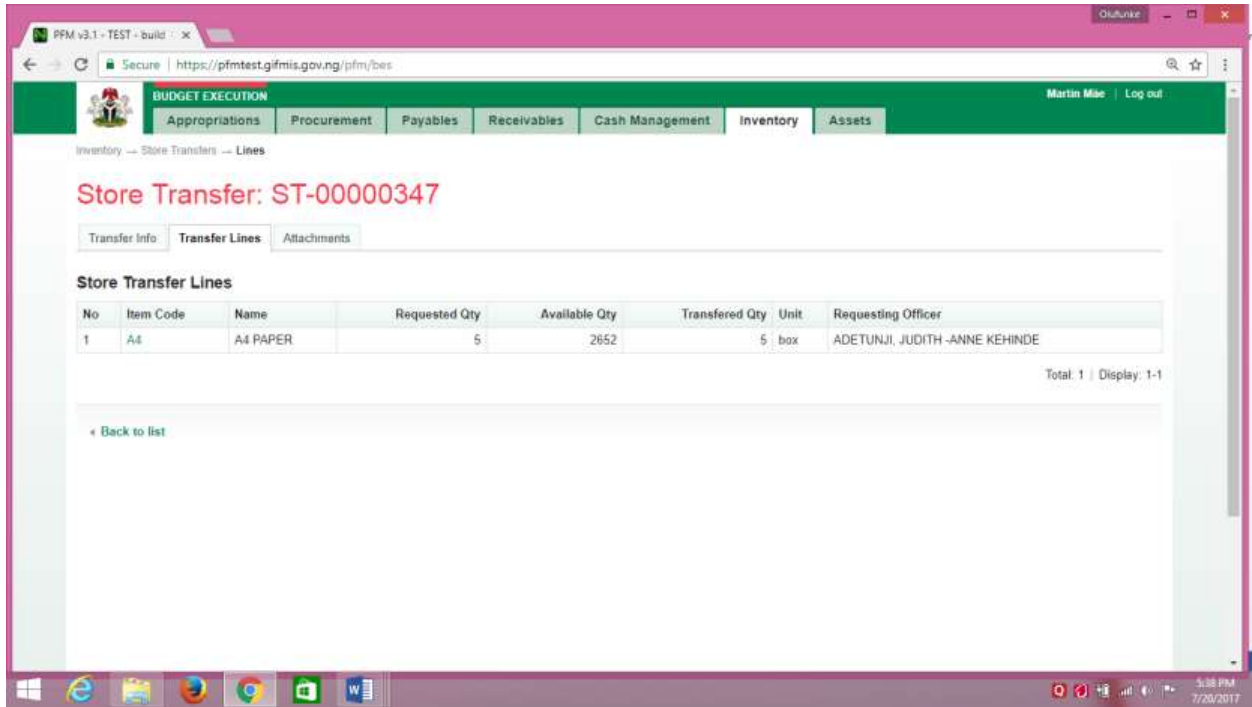 Olufunke
PFM v3.1 - TEST - build
Secure | https://pfmtest.gifmis.gov.ng/pfm/bes
BUDGET EXECUTION
Martin Mäe | Log out
Appropriations Procurement Payables Receivables Cash Management Inventory Assets
Inventory → Store Transfers → Lines
Store Transfer: ST-00000347
Transfer Info Transfer Lines Attachments
Store Transfer Lines
No Item Code Name Requested Qty Available Qty Transfered Qty Unit Requesting Officer
1 A4 A4 PAPER 5 2652 5 box ADETUNJI, JUDITH -ANNE KEHINDE
Total: 1 | Display: 1-1
« Back to list
5:38 PM
7/20/2017